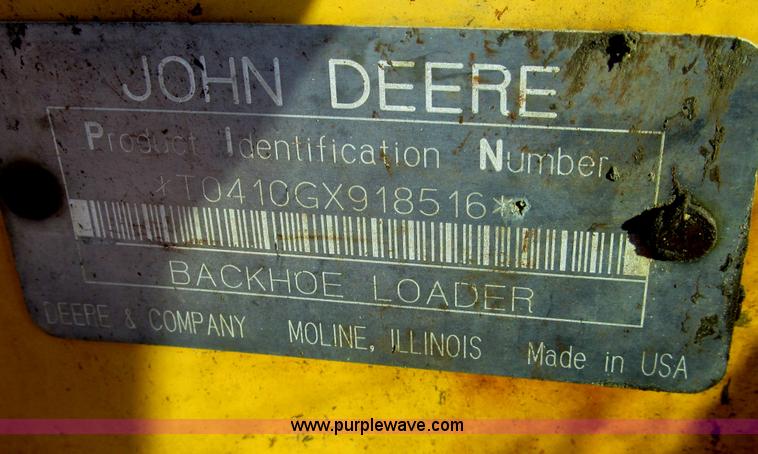 JOHN DEERE
Product Identification Number
*T0410GX918516*
BACKHOE LOADER
DEERE & COMPANY MOLINE, ILLINOIS Made in USA
www.purplewave.com